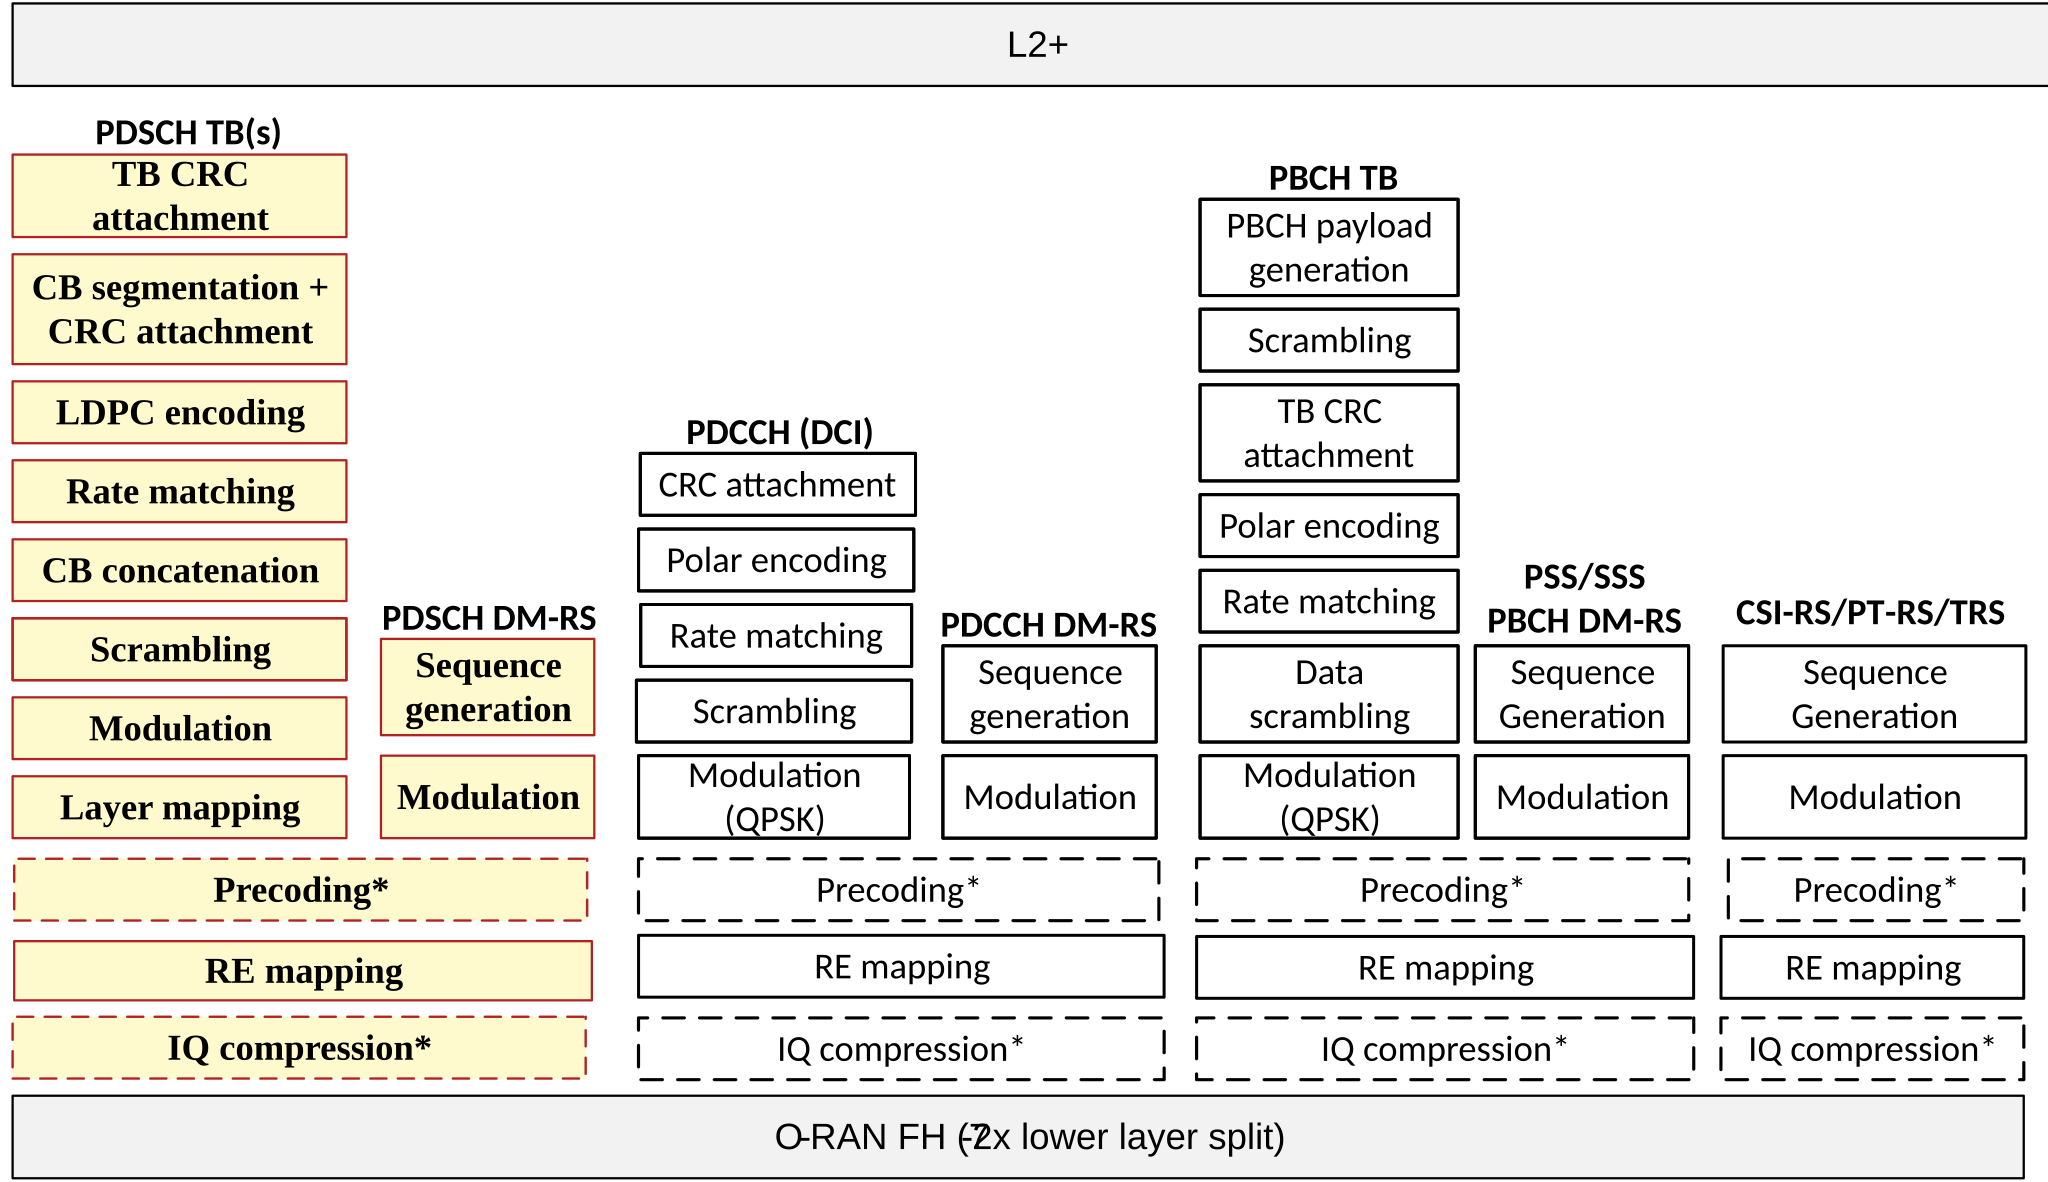 L2+
PDSCH TB(s)
TB CRC
attachment
CB segmentation +
CRC attachment
LDPC encoding
Rate matching
CB concatenation
Scrambling
Modulation
Layer mapping
PDSCH DM-RS
Sequence
generation
Modulation
Precoding*
RE mapping
IQ compression*
PDCCH (DCI)
CRC attachment
Polar encoding
Rate matching
Scrambling
Modulation
(QPSK)
PDCCH DM-RS
Sequence
generation
Modulation
Precoding*
RE mapping
IQ compression*
PBCH TB
PBCH payload
generation
Scrambling
TB CRC
attachment
Polar encoding
Rate matching
Data
scrambling
Modulation
(QPSK)
PSS/SSS
PBCH DM-RS
Sequence
Generation
Modulation
Precoding*
RE mapping
IQ compression*
CSI-RS/PT-RS/TRS
Sequence
Generation
Modulation
Precoding*
RE mapping
IQ compression*
O-RAN FH (7-2x lower layer split)